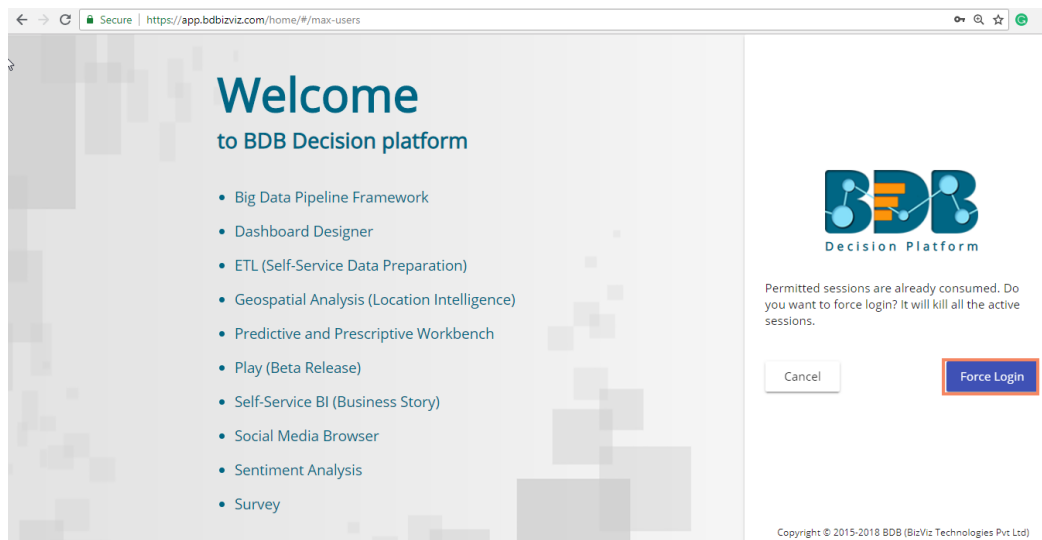 Secure | https://app.bdbizviz.com/home/#/max-users
Welcome
to BDB Decision platform
• Big Data Pipeline Framework
• Dashboard Designer
• ETL (Self-Service Data Preparation)
• Geospatial Analysis (Location Intelligence)
• Predictive and Prescriptive Workbench
• Play (Beta Release)
• Self-Service BI (Business Story)
• Social Media Browser
• Sentiment Analysis
• Survey
BDB
Decision Platform
Permitted sessions are already consumed. Do
you want to force login? It will kill all the active
sessions.
Cancel
Force Login
Copyright © 2015-2018 BDB (BizViz Technologies Pvt Ltd)